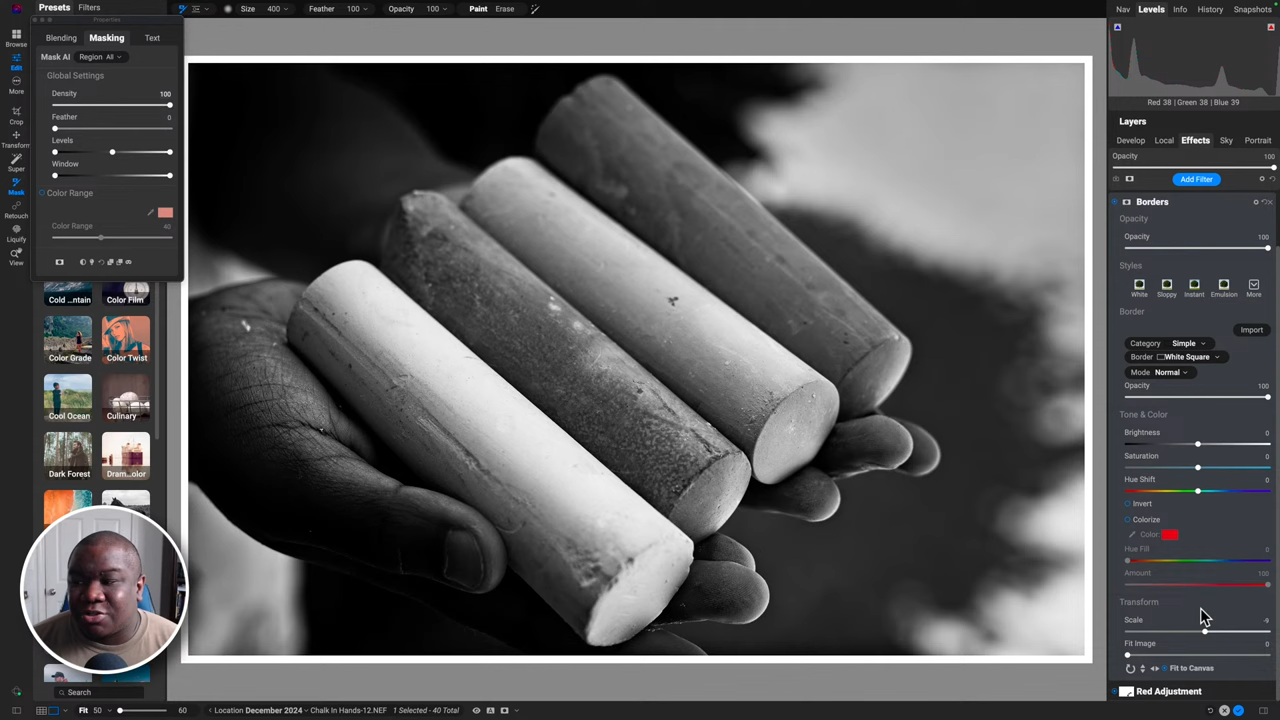 Presets Filters
Size 400 Feather 100 Opacity 100 Paint Erase
Nav Levels Info History Snapshots
Properties
Blending Masking Text
Mask AI Region All
Global Settings
Density 100
Feather 0
Levels
Window
Color Range
Color Range 40
Browse
Edit
More
Crop
Transform
Super
Mask
Retouch
Liquify
View
Cold ...ntain Color Film
Color Grade Color Twist
Cool Ocean Culinary
Dark Forest Dram...olor
Search
Fit 50 60 Location December 2024 Chalk In Hands-12.NEF 1 Selected - 40 Total
Red 38 | Green 38 | Blue 39
Layers
Develop Local Effects Sky Portrait
Opacity 100
Add Filter
Borders
Opacity
Opacity 100
Styles
White Sloppy Instant Emulsion More
Border
Import
Category Simple
Border White Square
Mode Normal
Opacity 100
Tone & Color
Brightness 0
Saturation 0
Hue Shift 0
Invert
Colorize
Color:
Hue Fill 0
Amount 100
Transform
Scale -9
Fit Image 0
Fit to Canvas
Red Adjustment